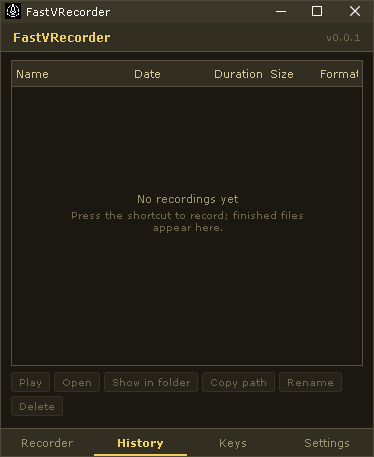 FastVRecorder
FastVRecorder v0.0.1
Name Date Duration Size Format
No recordings yet
Press the shortcut to record; finished files
appear here.
Play Open Show in folder Copy path Rename
Delete
Recorder History Keys Settings